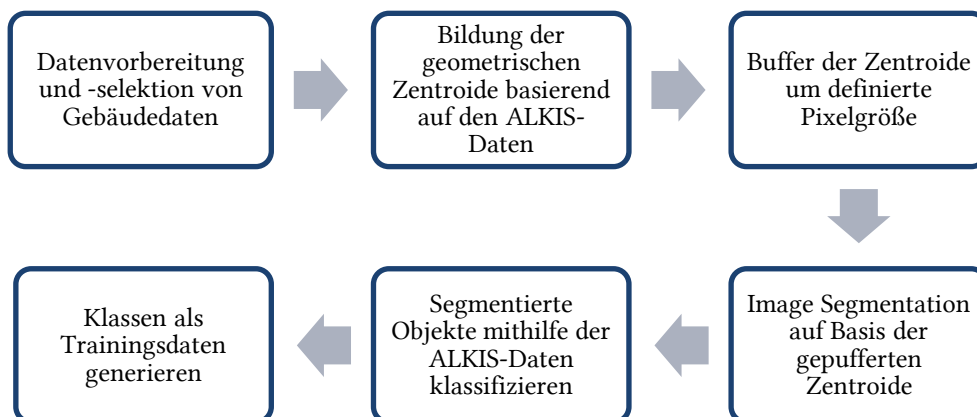 Datenvorbereitung
und -selektion von
Gebäudedaten
Bildung der
geometrischen
Zentroide basierend
auf den ALKIS-
Daten
Buffer der Zentroide
um definierte
Pixelgröße
Image Segmentation
auf Basis der
gepufferten
Zentroide
Segmentierte
Objekte mithilfe der
ALKIS-Daten
klassifizieren
Klassen als
Trainingsdaten
generieren